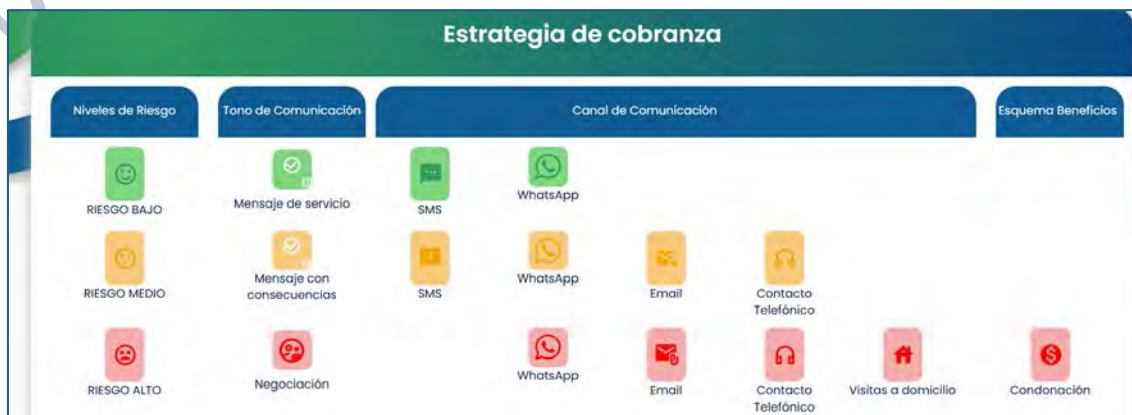 Estrategia de cobranza
Niveles de Riesgo
Tono de Comunicación
Canal de Comunicación
Esquema Beneficios
RIESGO BAJO
Mensaje de servicio
SMS
WhatsApp
RIESGO MEDIO
Mensaje con
consecuencias
SMS
WhatsApp
Email
Contacto
Telefónico
RIESGO ALTO
Negociación
WhatsApp
Email
Contacto
Telefónico
Visitas a domicilio
Condonación